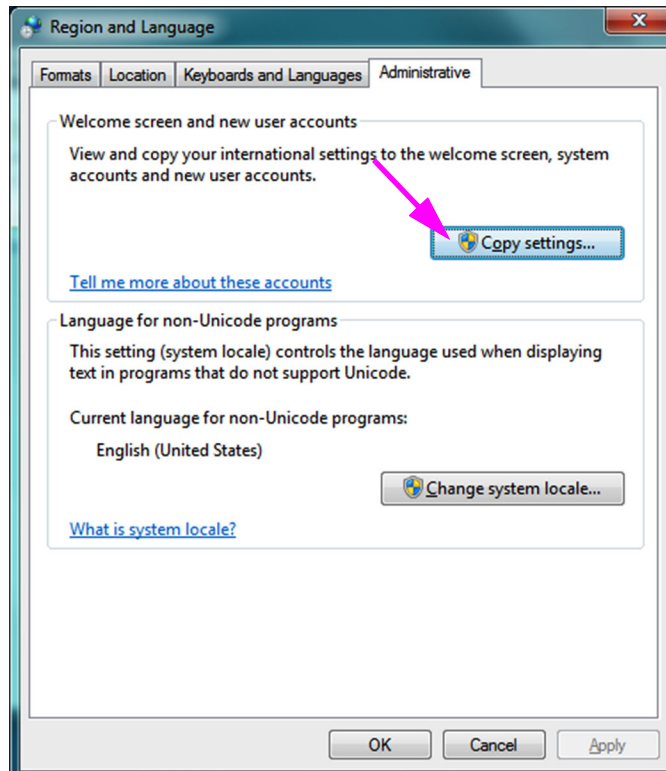 Region and Language
Formats Location Keyboards and Languages Administrative
Welcome screen and new user accounts
View and copy your international settings to the welcome screen, system
accounts and new user accounts.
Copy settings...
Tell me more about these accounts
Language for non-Unicode programs
This setting (system locale) controls the language used when displaying
text in programs that do not support Unicode.
Current language for non-Unicode programs:
English (United States)
Change system locale...
What is system locale?
OK Cancel Apply